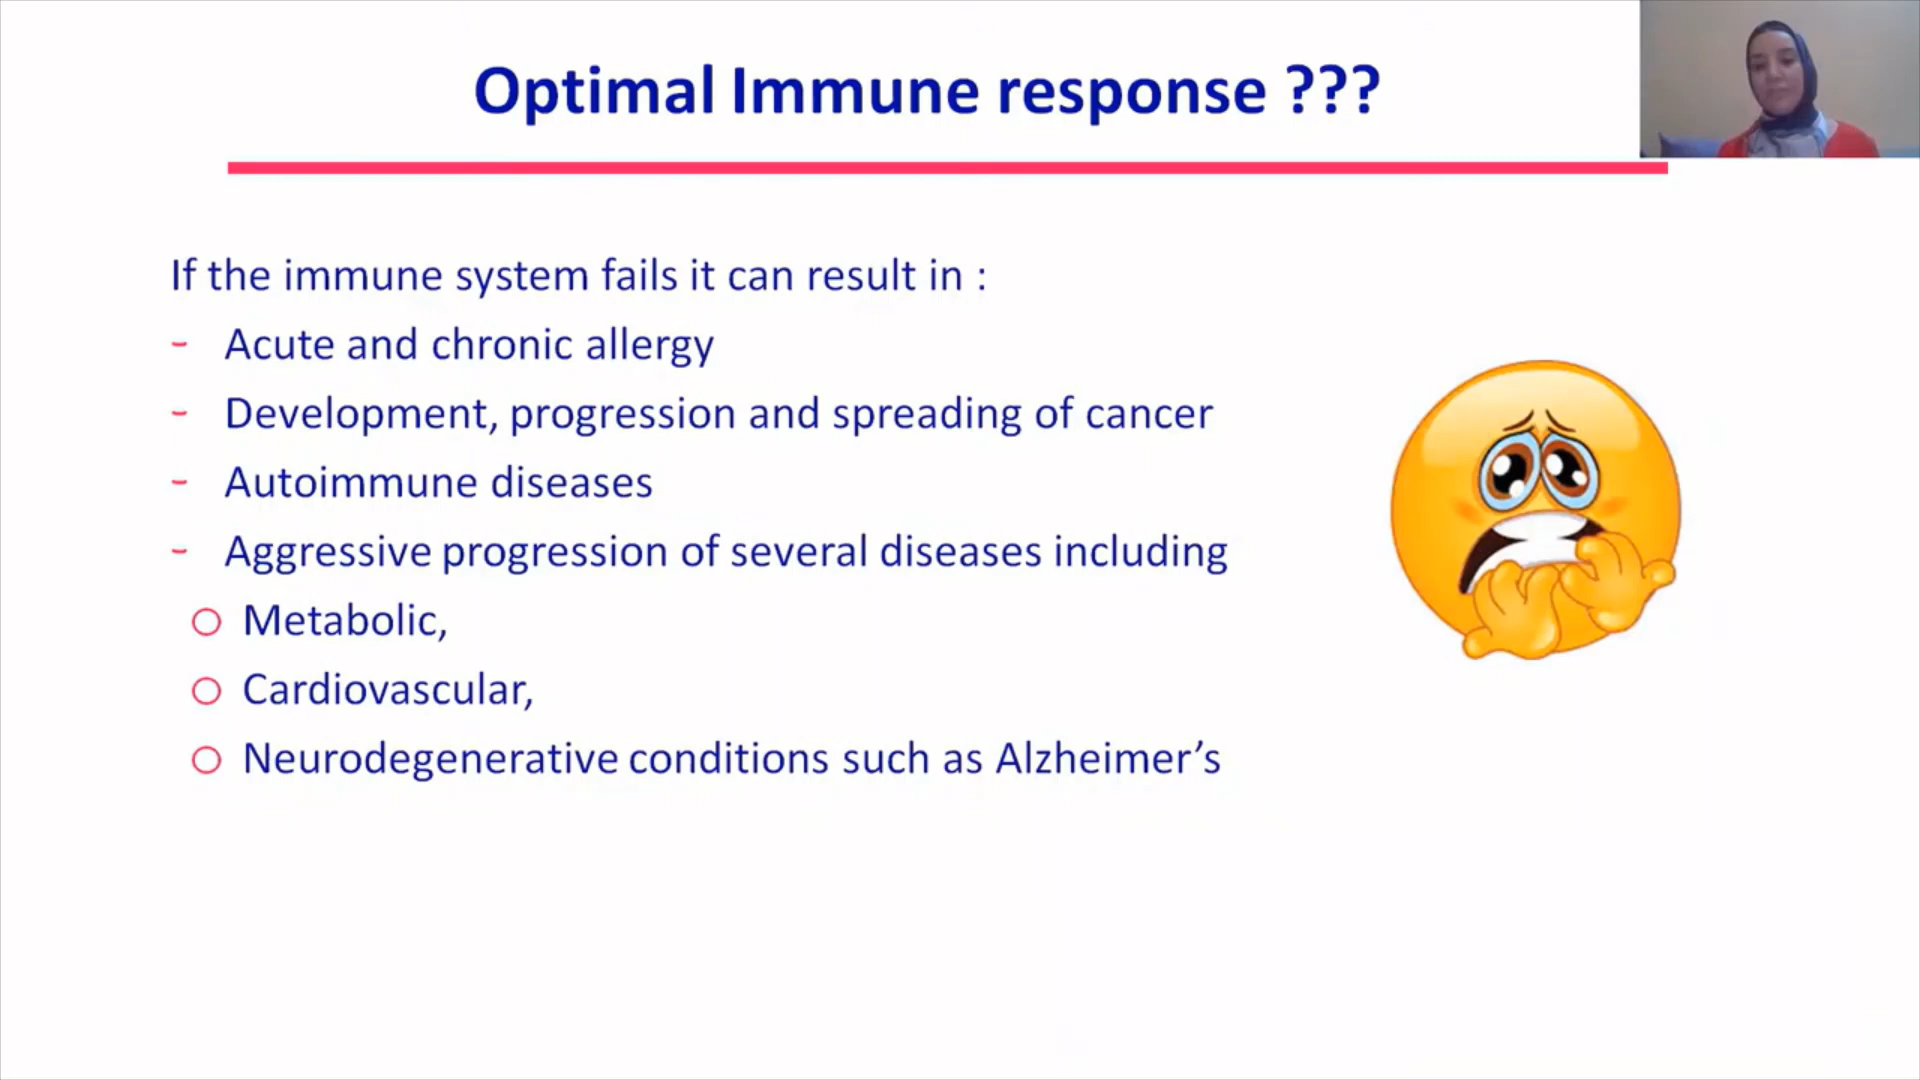 Optimal Immune response ???
If the immune system fails it can result in :
- Acute and chronic allergy
- Development, progression and spreading of cancer
- Autoimmune diseases
- Aggressive progression of several diseases including
○ Metabolic,
○ Cardiovascular,
○ Neurodegenerative conditions such as Alzheimer’s